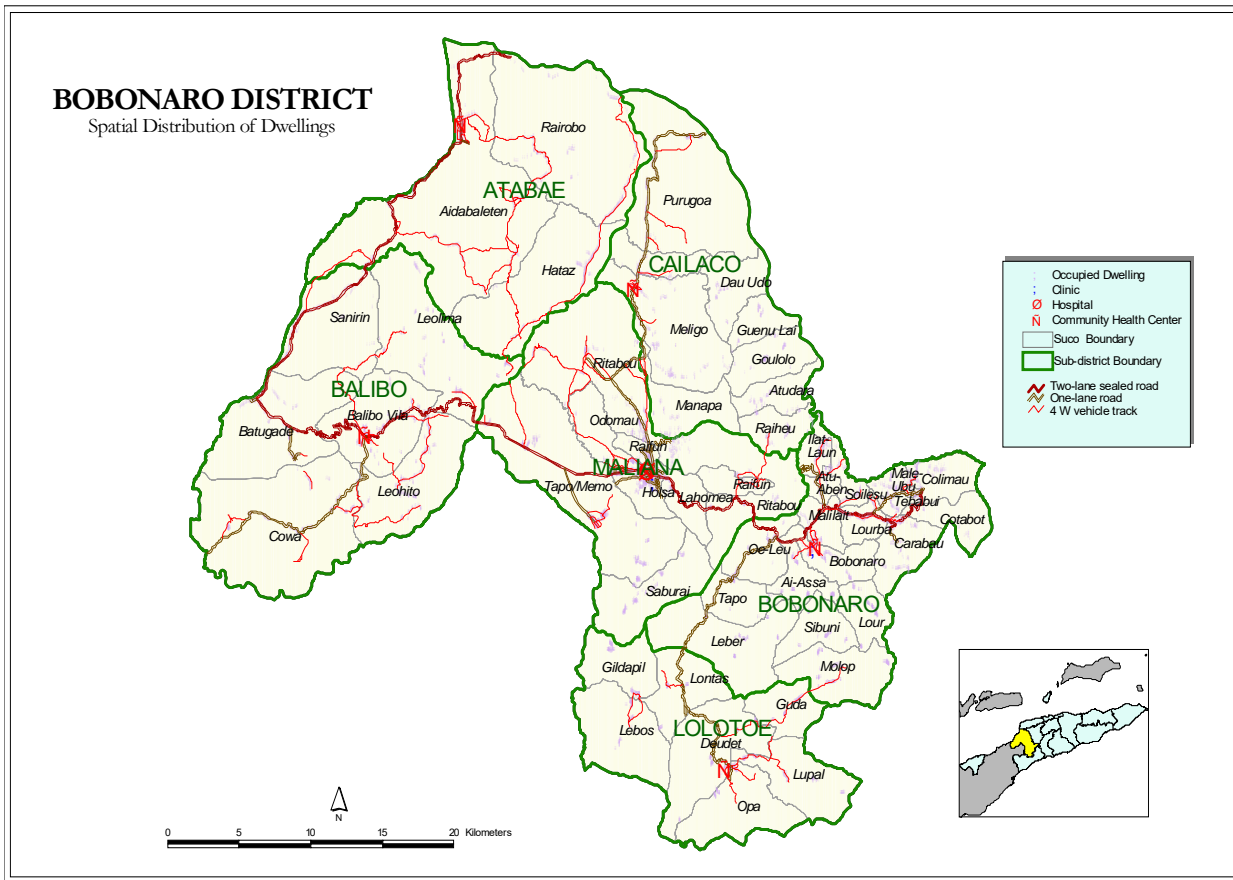 BOBONARO DISTRICT
Spatial Distribution of Dwellings
Rairobo
ATABAE
Aidabaleten
Purugoa
Hataz
CAILACO
Dau Udo
Sanirin
Leolima
Meligo
Guenu Lai
Goulolo
Ritabou
BALIBO
Atudara
Manapa
Balibo Vila
Odomau
Raiheu
Batugade
Raifun
Ilat-
Laun
MALIANA
Atu-
Aben
Male-
Ubu
Colimau
Leohito
Tapo/Memo
Holsa
Lahomea
Raifun
Ritabou
Soilesu
Tebabui
Malilait
Lourba
Cotabot
Cowa
Carabau
Oe-Leu
Bobonaro
Ai-Assa
Saburai
Tapo
BOBONARO
Leber
Sibuni
Lour
Gildapil
Molop
Lontas
Guda
Lebos
LOLOTOE
Deudet
Lupal
Opa
Ñ
Ñ
Ñ
Ñ
Ñ
Occupied Dwelling
Clinic
Ø Hospital
Ñ Community Health Center
Suco Boundary
Sub-district Boundary
Two-lane sealed road
One-lane road
4 W vehicle track
N
0 5 10 15 20 Kilometers